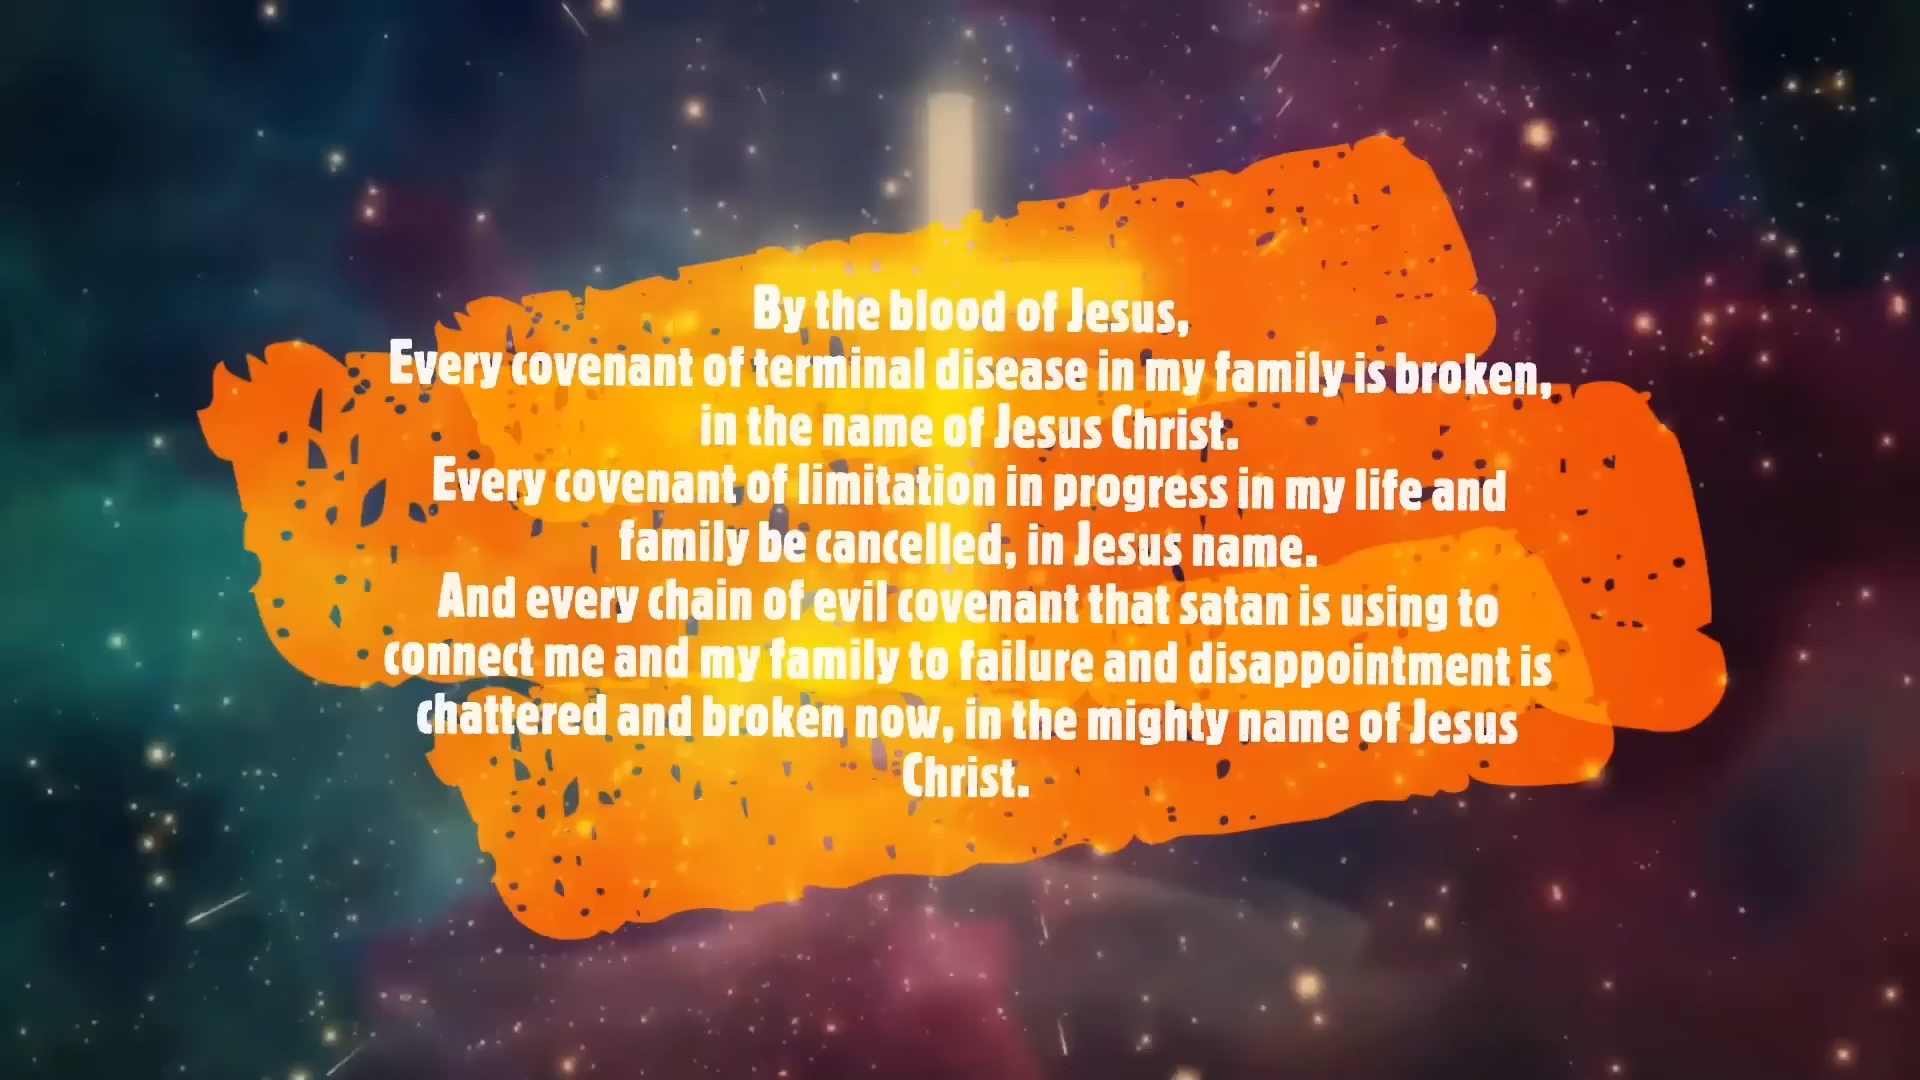 By the blood of Jesus,
Every covenant of terminal disease in my family is broken,
in the name of Jesus Christ.
Every covenant of limitation in progress in my life and
family be cancelled, in Jesus name.
And every chain of evil covenant that satan is using to
connect me and my family to failure and disappointment is
chattered and broken now, in the mighty name of Jesus
Christ.